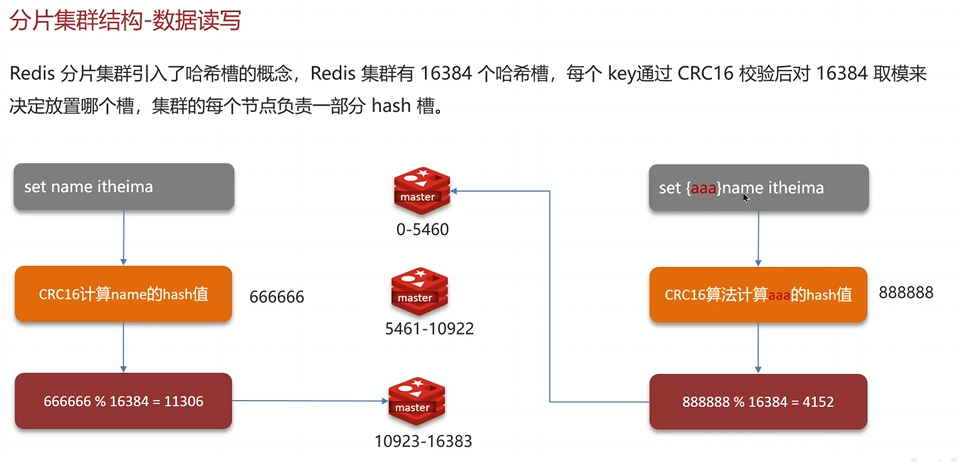 分片集群结构-数据读写
Redis 分片集群引入了哈希槽的概念，Redis 集群有 16384 个哈希槽，每个 key通过 CRC16 校验后对 16384 取模来
决定放置哪个槽，集群的每个节点负责一部分 hash 槽。
set name itheima
CRC16计算name的hash值
666666
666666 % 16384 = 11306
master
0-5460
master
5461-10922
master
10923-16383
set {aaa}name itheima
CRC16算法计算aaa的hash值
888888
888888 % 16384 = 4152